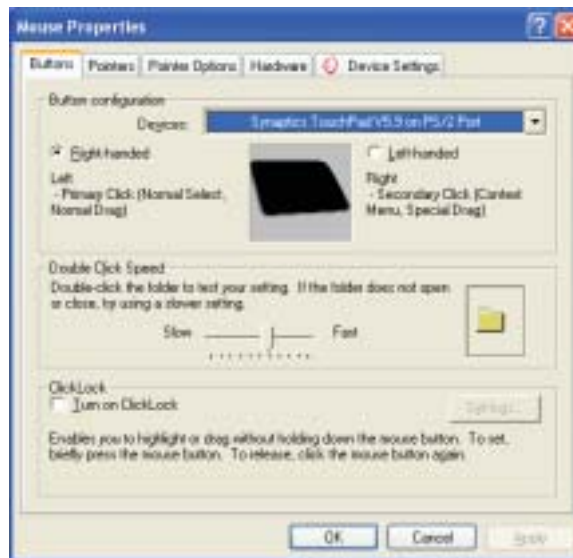 Mouse Properties
Buttons Pointers Pointer Options Hardware Device Settings
Button configuration
Devices: Synaptics TouchPad V5.9 on PS/2 Port
Right-handed
Left-handed
Left
- Primary Click (Normal Select,
Normal Drag)
Right
- Secondary Click (Context
Menu, Special Drag)
Double Click Speed
Double-click the folder to test your setting. If the folder does not open
or close, try using a slower setting.
Slow Fast
ClickLock
Turn on ClickLock
Settings...
Enables you to highlight or drag without holding down the mouse button. To set,
briefly press the mouse button. To release, click the mouse button again.
OK Cancel Apply